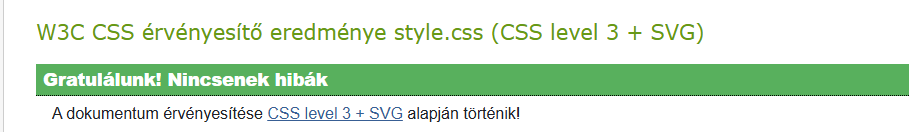 W3C CSS érvényesítő eredménye style.css (CSS level 3 + SVG)
Gratulálunk! Nincsenek hibák
A dokumentum érvényesítése CSS level 3 + SVG alapján történik!